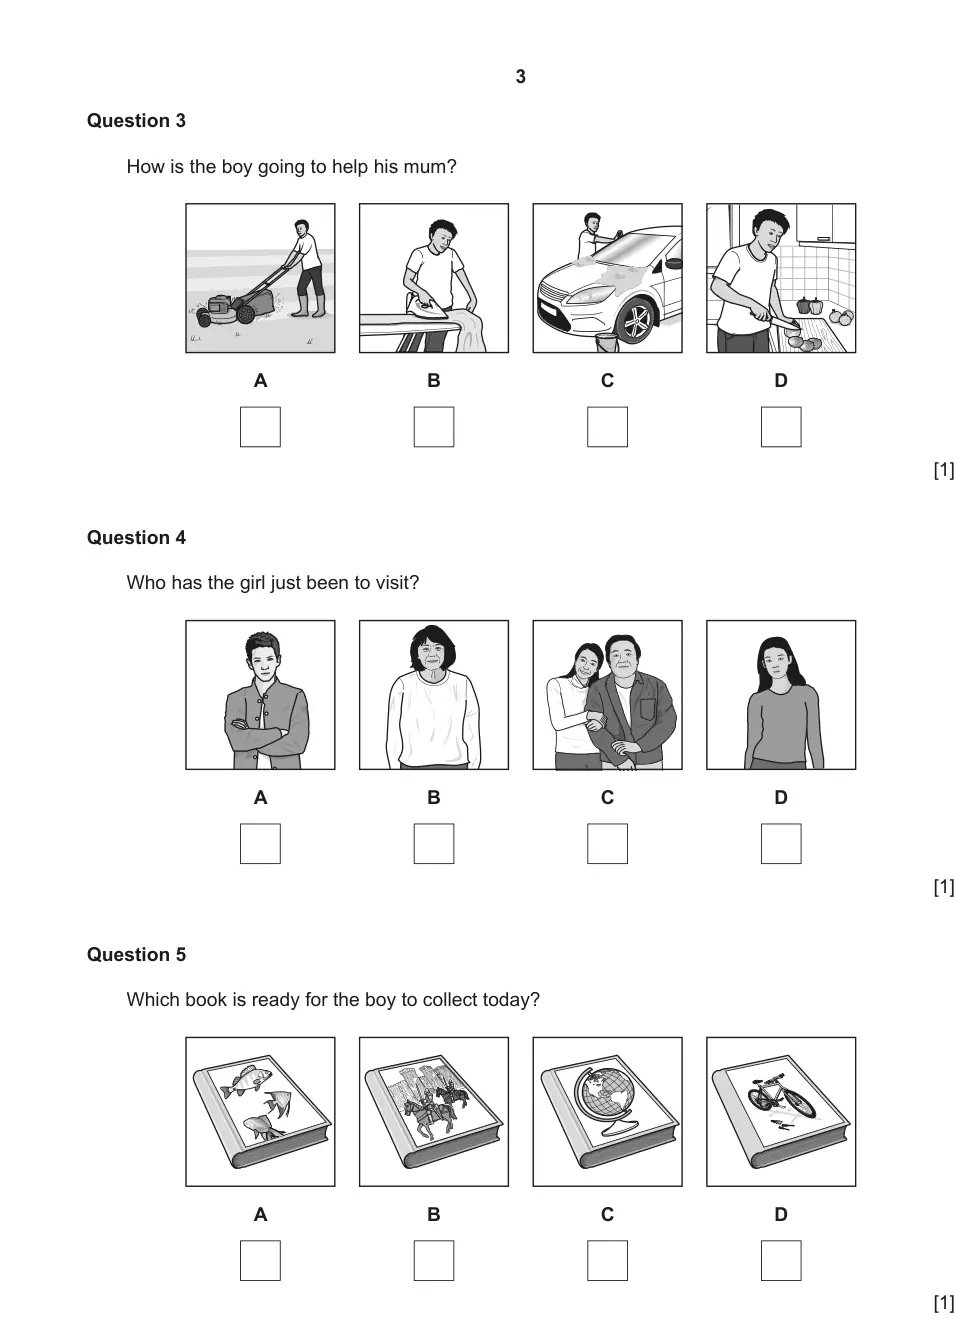 3
Question 3
How is the boy going to help his mum?
A B C D
[1]
Question 4
Who has the girl just been to visit?
A B C D
[1]
Question 5
Which book is ready for the boy to collect today?
A B C D
[1]